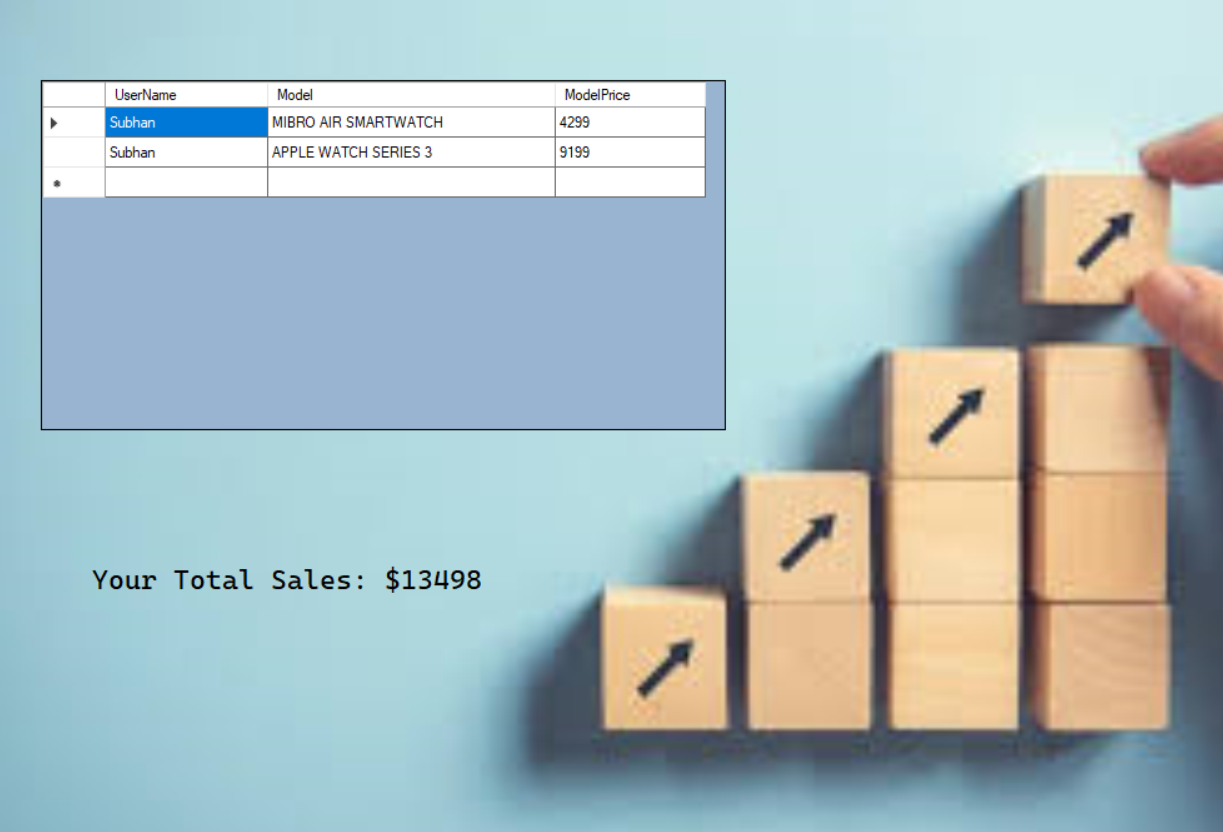 UserName Model ModelPrice
Subhan MIBRO AIR SMARTWATCH 4299
Subhan APPLE WATCH SERIES 3 9199
Your Total Sales: $13498